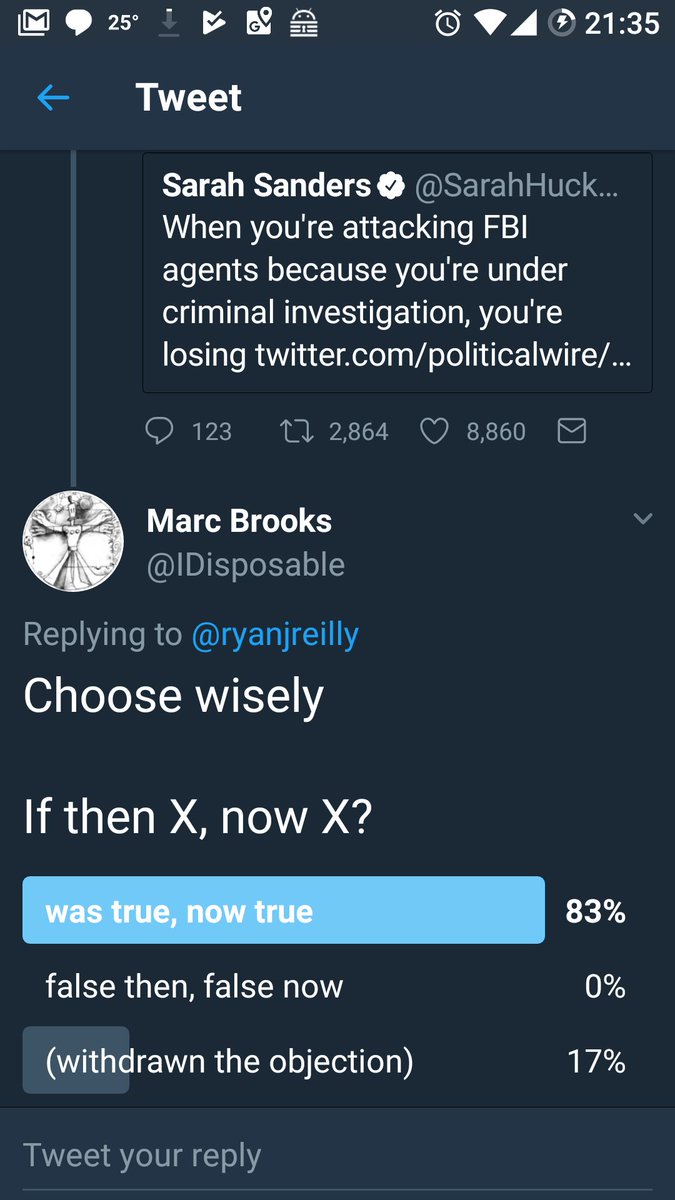 25° 21:35
Tweet
Sarah Sanders @SarahHuck...
When you're attacking FBI
agents because you're under
criminal investigation, you're
losing twitter.com/politicalwire/...
123 2,864 8,860
Marc Brooks
@IDisposable
Replying to @ryanjreilly
Choose wisely
If then X, now X?
was true, now true 83%
false then, false now 0%
(withdrawn the objection) 17%
Tweet your reply